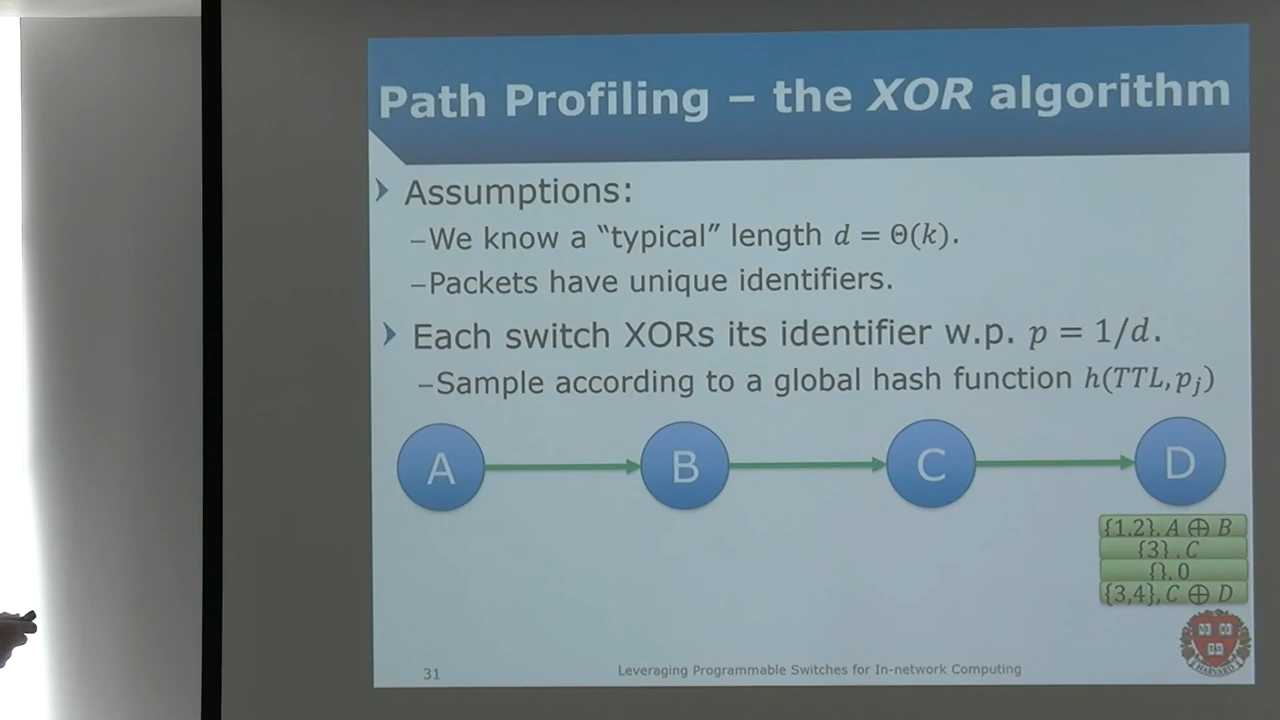 Path Profiling – the XOR algorithm
Assumptions:
–We know a “typical” length d = Θ(k).
–Packets have unique identifiers.
Each switch XORs its identifier w.p. p = 1/d.
–Sample according to a global hash function h(TTL, pⱼ)
A B C D
{1,2}, A ⊕ B
{3}, C
{}, 0
{3,4}, C ⊕ D
HARVARD
31 Leveraging Programmable Switches for In-network Computing